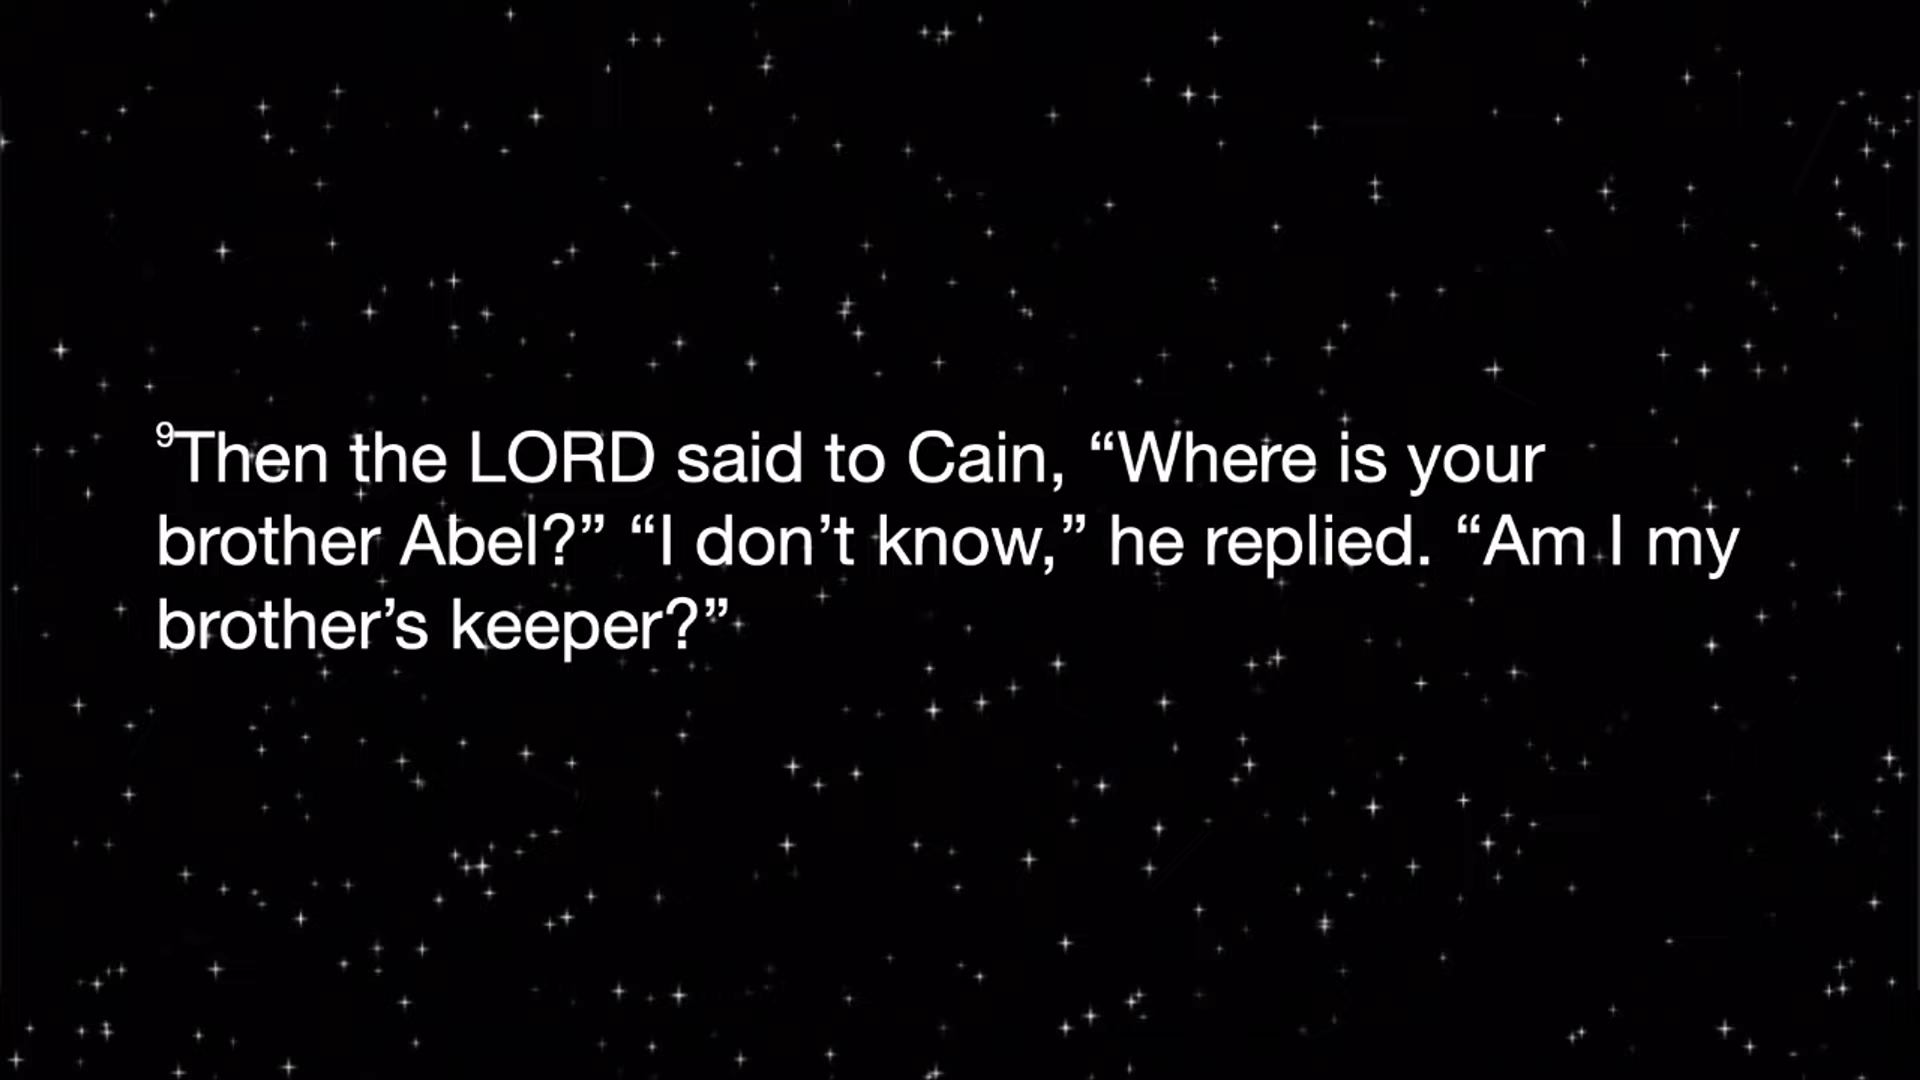 ⁹Then the LORD said to Cain, “Where is your
brother Abel?” “I don’t know,” he replied. “Am I my
brother’s keeper?”